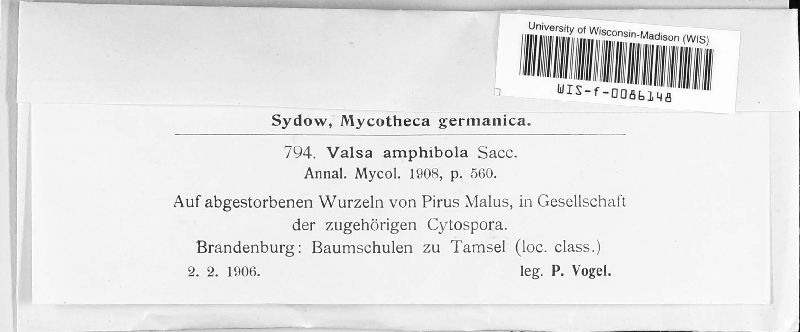 University of Wisconsin-Madison (WIS)
WIS-f-0086148
Sydow, Mycotheca germanica.
794. Valsa amphibola Sacc.
Annal. Mycol. 1908, p. 560.
Auf abgestorbenen Wurzeln von Pirus Malus, in Gesellschaft
der zugehörigen Cytospora.
Brandenburg: Baumschulen zu Tamsel (loc. class.)
2. 2. 1906. leg. P. Vogel.